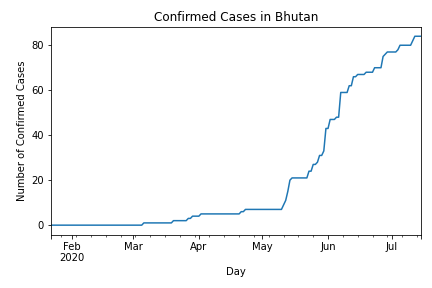 Confirmed Cases in Bhutan
Number of Confirmed Cases
80
60
40
20
0
Feb
2020
Mar
Apr
May
Jun
Jul
Day